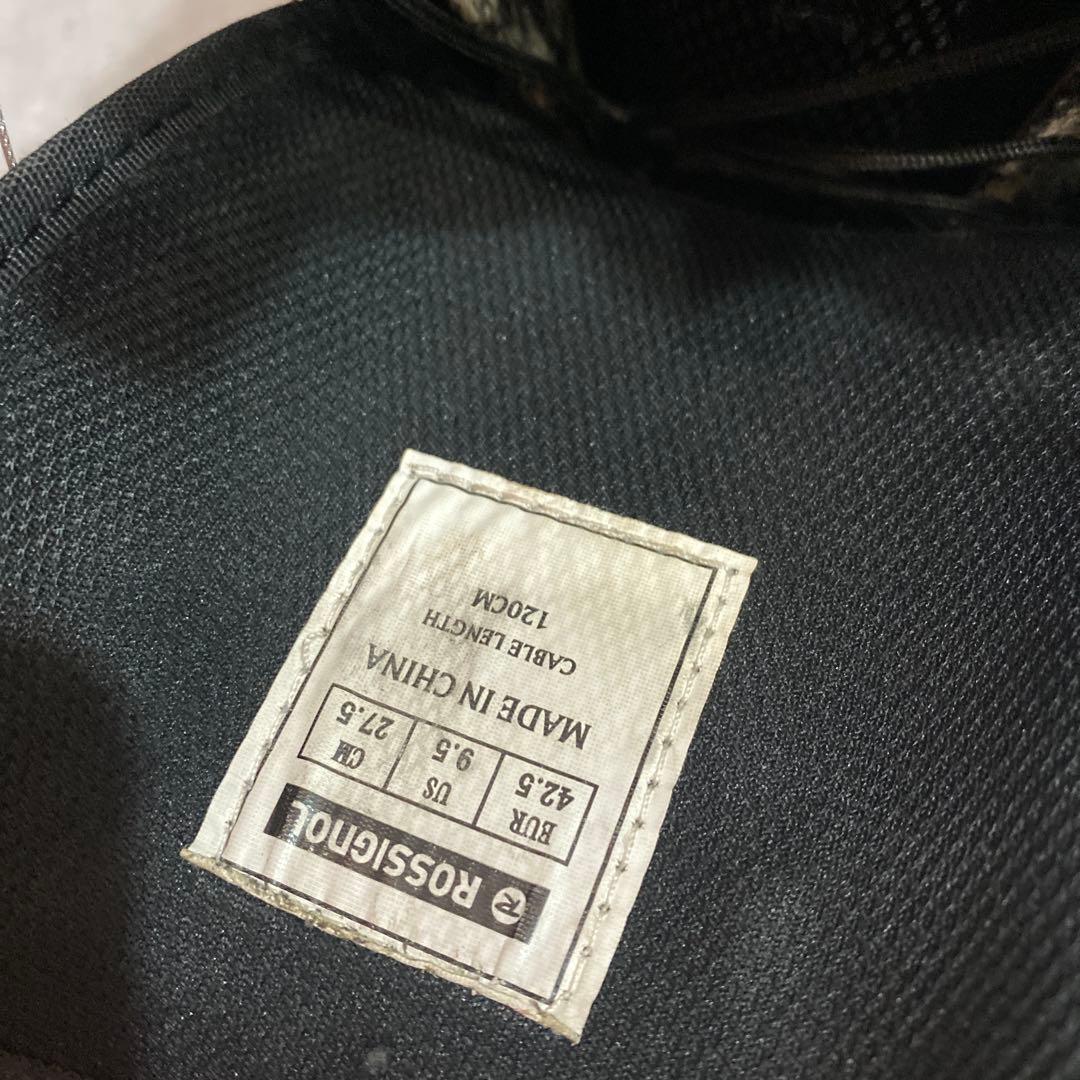 ROSSIGNOL
EUR US CM
42.5 9.5 27.5
MADE IN CHINA
CABLE LENGTH
120CM